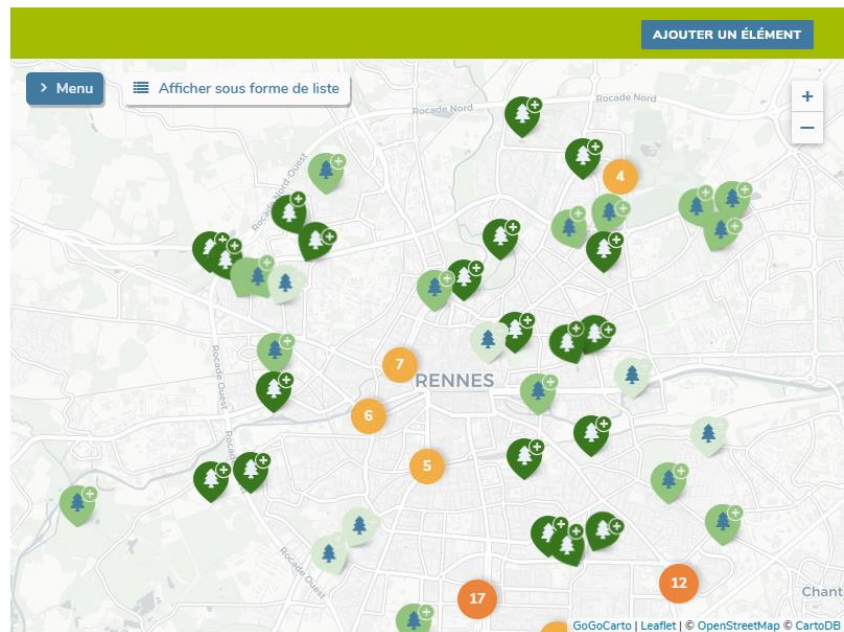 AJOUTER UN ÉLÉMENT
> Menu
Afficher sous forme de liste
Rocade Nord
Rocade Nord
+
−
4
Rocade Nord-Ouest
7
RENNES
Rocade Ouest
6
5
Rocade Ouest
17
12
Chant
GoGoCarto | Leaflet | © OpenStreetMap © CartoDB